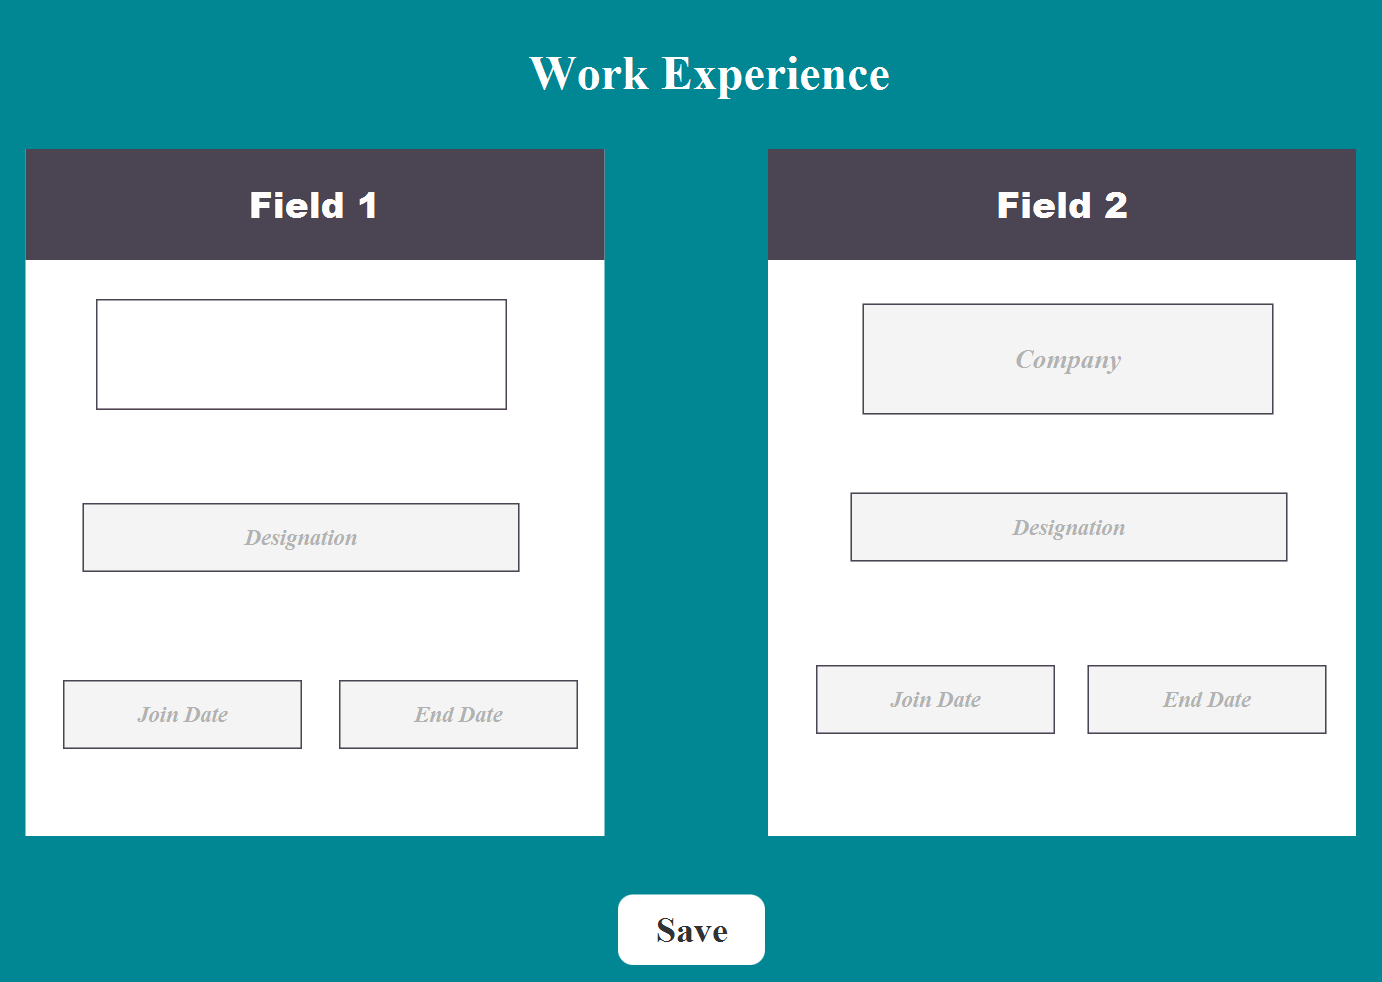 Work Experience
Field 1
Designation
Join Date
End Date
Field 2
Company
Designation
Join Date
End Date
Save